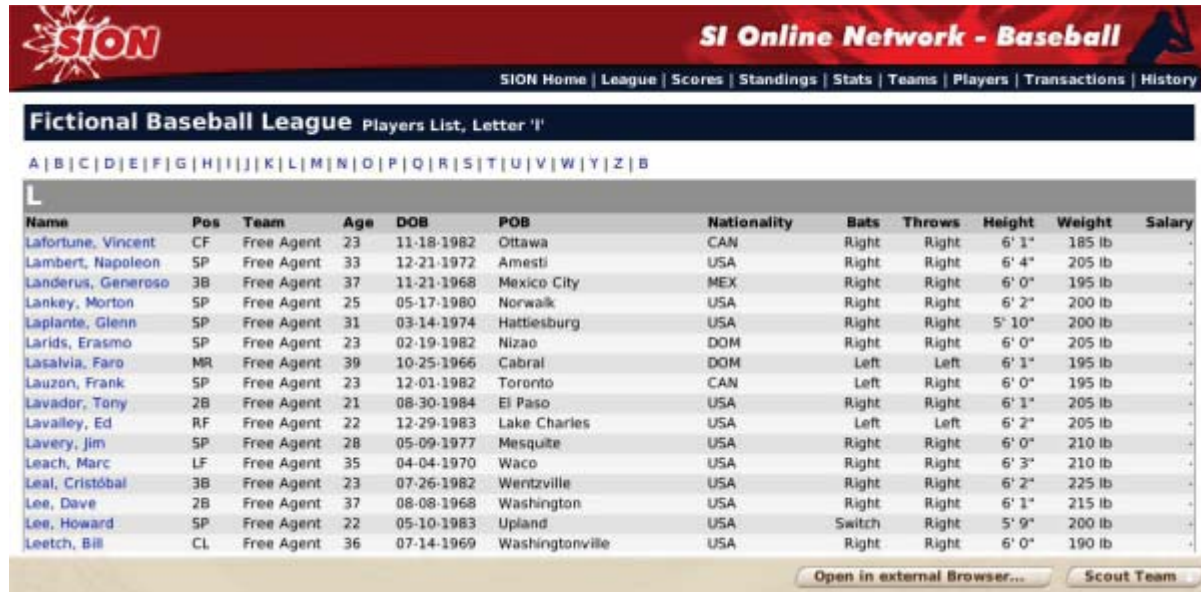 SION
SI Online Network - Baseball
SION Home | League | Scores | Standings | Stats | Teams | Players | Transactions | History
Fictional Baseball League Players List, Letter 'l'
A | B | C | D | E | F | G | H | I | J | K | L | M | N | O | P | Q | R | S | T | U | V | W | Y | Z | B
L
Name Pos Team Age DOB POB Nationality Bats Throws Height Weight Salary
Lafortune, Vincent CF Free Agent 23 11-18-1982 Ottawa CAN Right Right 6' 1" 185 lb -
Lambert, Napoleon SP Free Agent 33 12-21-1972 Amesti USA Right Right 6' 4" 205 lb -
Landerus, Generoso 3B Free Agent 37 11-21-1968 Mexico City MEX Right Right 6' 0" 195 lb -
Lankey, Morton SP Free Agent 25 05-17-1980 Norwalk USA Right Right 6' 2" 200 lb -
Laplante, Glenn SP Free Agent 31 03-14-1974 Hattiesburg USA Right Right 5' 10" 200 lb -
Larids, Erasmo SP Free Agent 23 02-19-1982 Nizao DOM Right Right 6' 0" 205 lb -
Lasalvia, Faro MR Free Agent 39 10-25-1966 Cabral DOM Left Left 6' 1" 195 lb -
Lauzon, Frank SP Free Agent 23 12-01-1982 Toronto CAN Left Right 6' 0" 195 lb -
Lavador, Tony 2B Free Agent 21 08-30-1984 El Paso USA Right Right 6' 1" 205 lb -
Lavalley, Ed RF Free Agent 22 12-29-1983 Lake Charles USA Left Left 6' 2" 205 lb -
Lavery, Jim SP Free Agent 28 05-09-1977 Mesquite USA Right Right 6' 0" 210 lb -
Leach, Marc LF Free Agent 35 04-04-1970 Waco USA Right Right 6' 3" 210 lb -
Leal, Cristóbal 3B Free Agent 23 07-26-1982 Wentzville USA Right Right 6' 2" 225 lb -
Lee, Dave 2B Free Agent 37 08-08-1968 Washington USA Right Right 6' 1" 215 lb -
Lee, Howard SP Free Agent 22 05-10-1983 Upland USA Switch Right 5' 9" 200 lb -
Leetch, Bill CL Free Agent 36 07-14-1969 Washingtonville USA Right Right 6' 0" 190 lb -
Open in external Browser... Scout Team